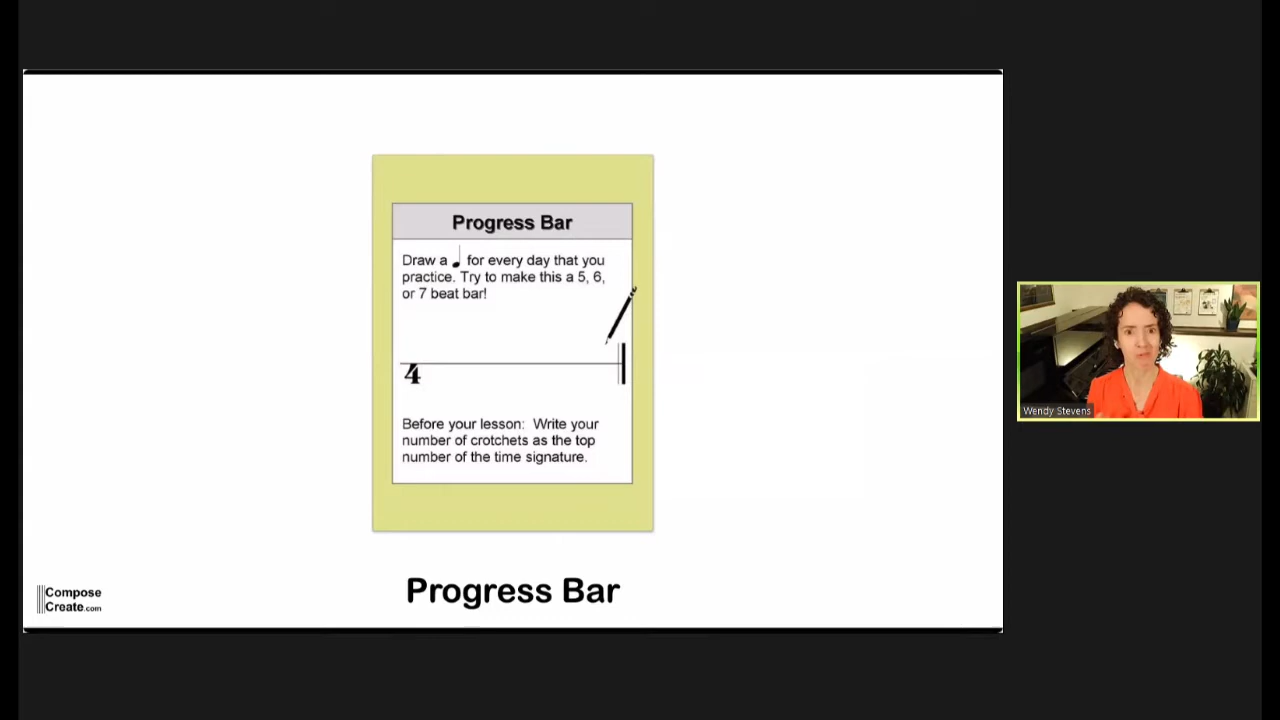 Progress Bar
Draw a ♩ for every day that you
practice. Try to make this a 5, 6,
or 7 beat bar!
4
Before your lesson: Write your
number of crotchets as the top
number of the time signature.
Progress Bar
Compose
Create.com
Wendy Stevens